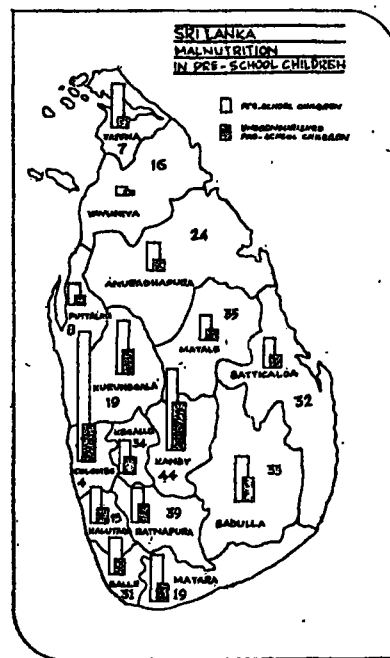 SRI LANKA
MALNUTRITION
IN PRE-SCHOOL CHILDREN
PRE-SCHOOL CHILDREN
UNDERNOURISHED
PRE-SCHOOL CHILDREN
JAFFNA
7
16
VAVUNIYA
24
ANURADHAPURA
PUTTALAM
35
MATALE
BATTICALOA
KURUNEGALA
19
32
KEGALLE
34
COLOMBO
4
KANDY
44
33
BADULLA
KALUTARA
39
RATNAPURA
GALLE
31
MATARA
19